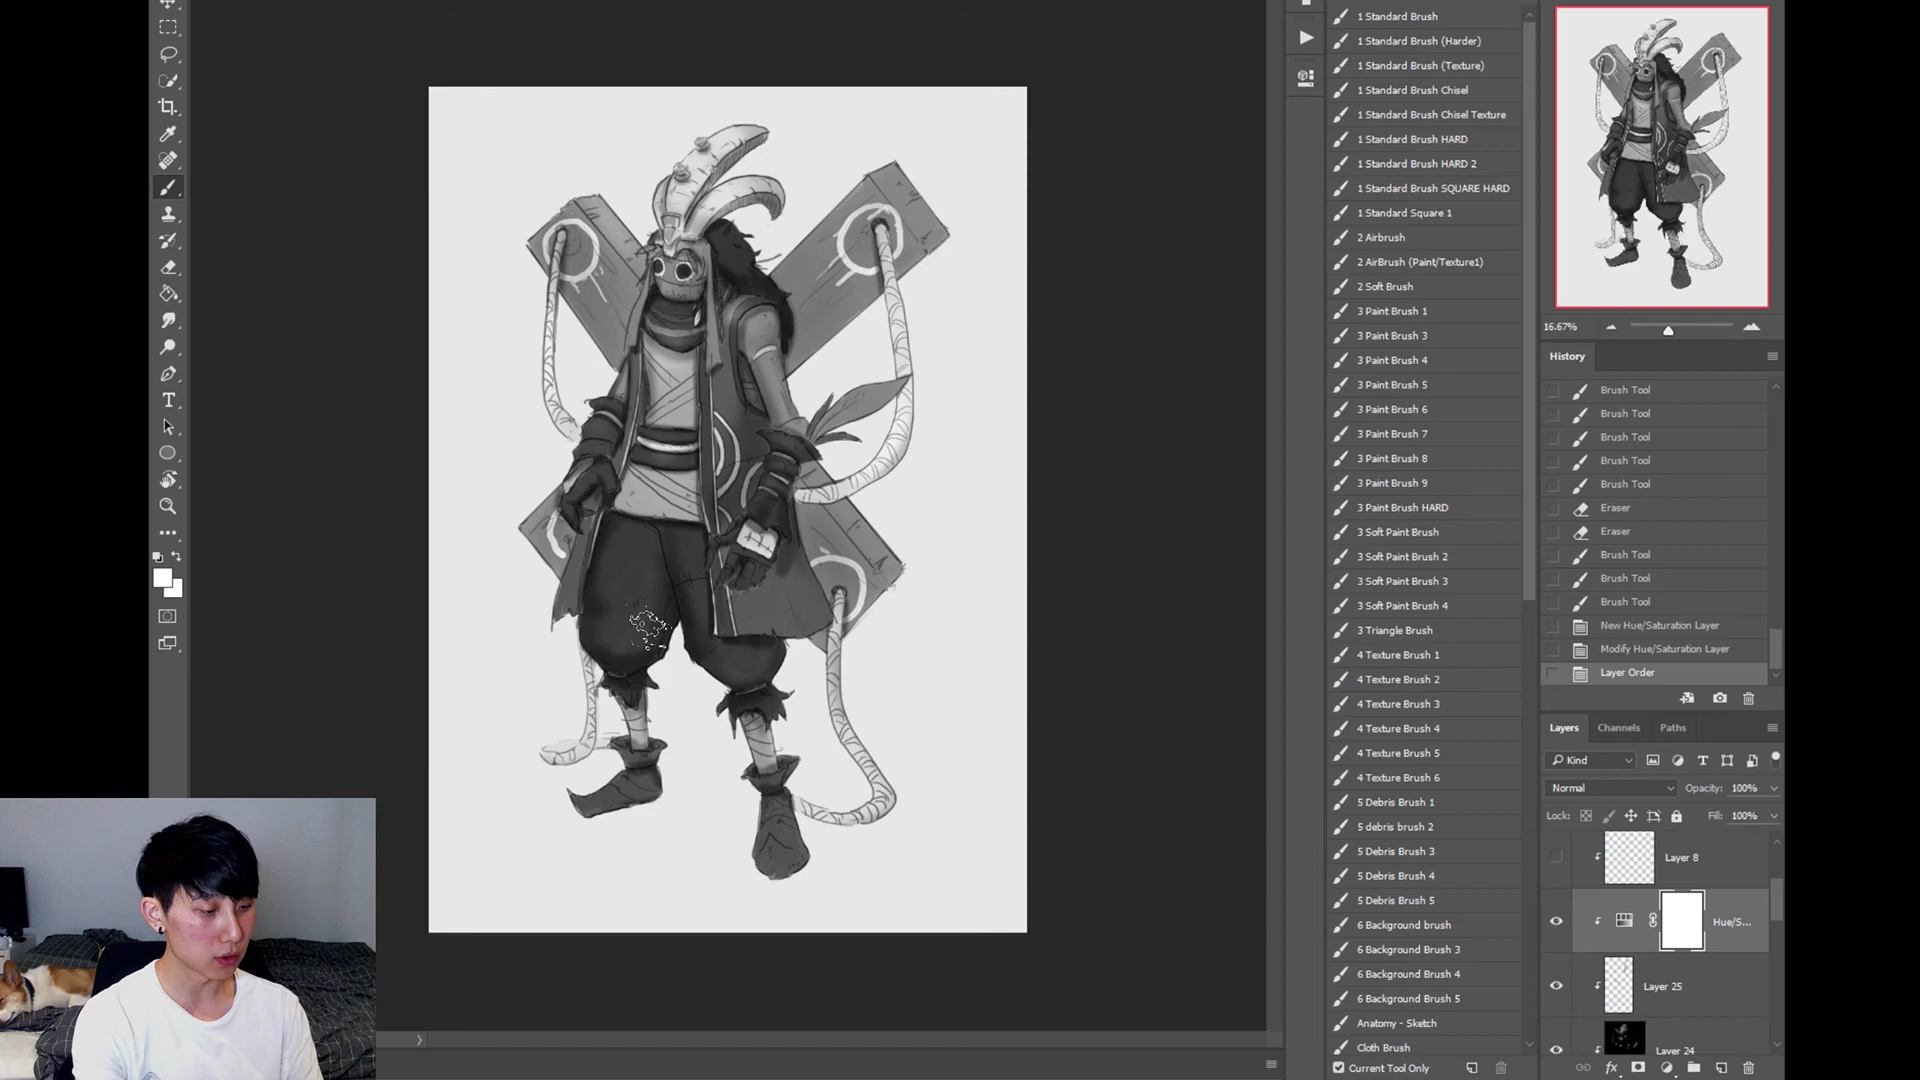 1 Standard Brush
1 Standard Brush (Harder)
1 Standard Brush (Texture)
1 Standard Brush Chisel
1 Standard Brush Chisel Texture
1 Standard Brush HARD
1 Standard Brush HARD 2
1 Standard Brush SQUARE HARD
1 Standard Square 1
2 Airbrush
2 AirBrush (Paint/Texture1)
2 Soft Brush
3 Paint Brush 1
3 Paint Brush 3
3 Paint Brush 4
3 Paint Brush 5
3 Paint Brush 6
3 Paint Brush 7
3 Paint Brush 8
3 Paint Brush 9
3 Paint Brush HARD
3 Soft Paint Brush
3 Soft Paint Brush 2
3 Soft Paint Brush 3
3 Soft Paint Brush 4
3 Triangle Brush
4 Texture Brush 1
4 Texture Brush 2
4 Texture Brush 3
4 Texture Brush 4
4 Texture Brush 5
4 Texture Brush 6
5 Debris Brush 1
5 debris brush 2
5 Debris Brush 3
5 Debris Brush 4
5 Debris Brush 5
6 Background brush
6 Background Brush 3
6 Background Brush 4
6 Background Brush 5
Anatomy - Sketch
Cloth Brush
Current Tool Only
16.67%
History
Brush Tool
Brush Tool
Brush Tool
Brush Tool
Brush Tool
Eraser
Eraser
Brush Tool
Brush Tool
Brush Tool
New Hue/Saturation Layer
Modify Hue/Saturation Layer
Layer Order
Layers Channels Paths
Kind
Normal Opacity: 100%
Lock: Fill: 100%
Layer 8
Hue/S...
Layer 25
Layer 24